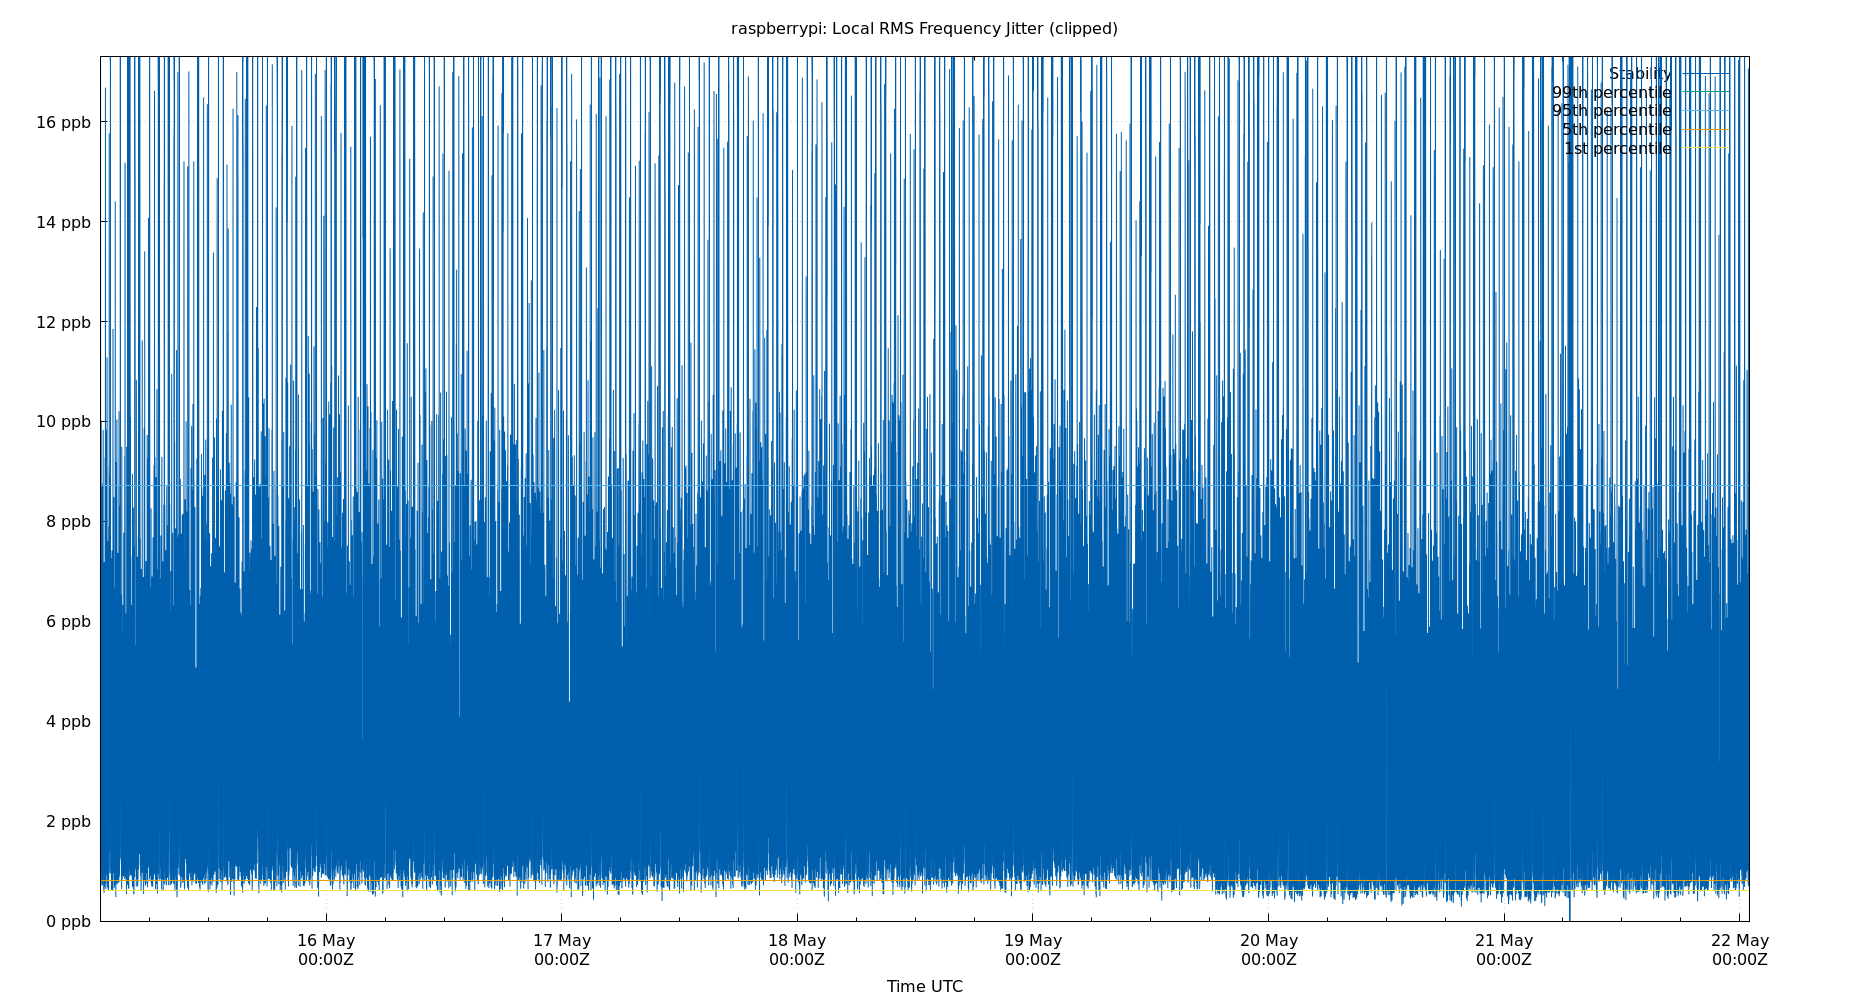 raspberrypi: Local RMS Frequency Jitter (clipped)
Stability
99th percentile
95th percentile
5th percentile
1st percentile
16 ppb
14 ppb
12 ppb
10 ppb
8 ppb
6 ppb
4 ppb
2 ppb
0 ppb
16 May 17 May 18 May 19 May 20 May 21 May 22 May
00:00Z 00:00Z 00:00Z 00:00Z 00:00Z 00:00Z 00:00Z
Time UTC